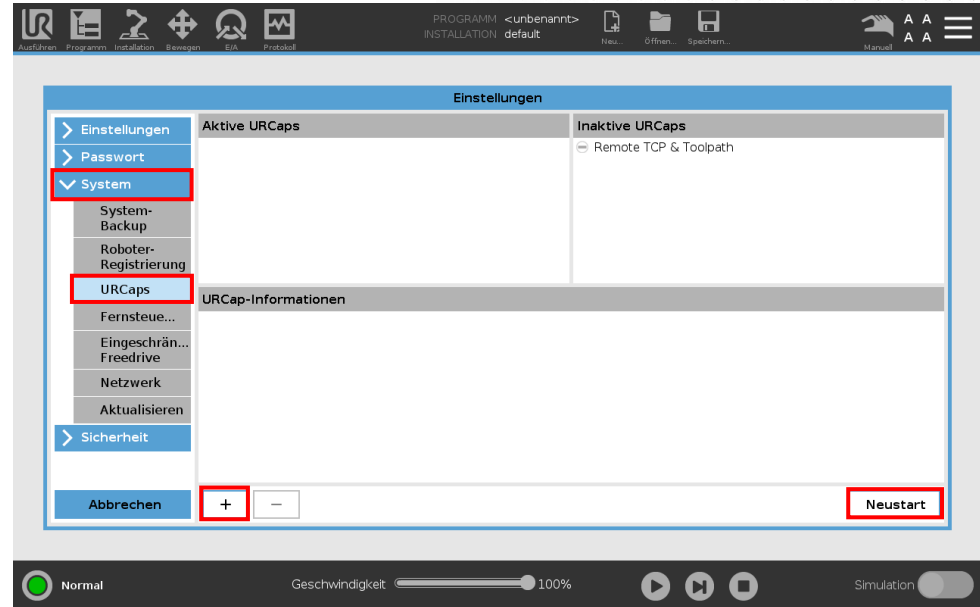 PROGRAMM <unbenannt>
INSTALLATION default
UR
Ausführen
Programm
Installation
Bewegen
E/A
Protokoll
Neu...
Öffnen...
Speichern...
Manuell
A A
A A
Einstellungen
Einstellungen
Passwort
System
System-
Backup
Roboter-
Registrierung
URCaps
Fernsteue...
Eingeschrän...
Freedrive
Netzwerk
Aktualisieren
Sicherheit
Abbrechen
Aktive URCaps
Inaktive URCaps
Remote TCP & Toolpath
URCap-Informationen
+
−
Neustart
Normal
Geschwindigkeit
100%
Simulation